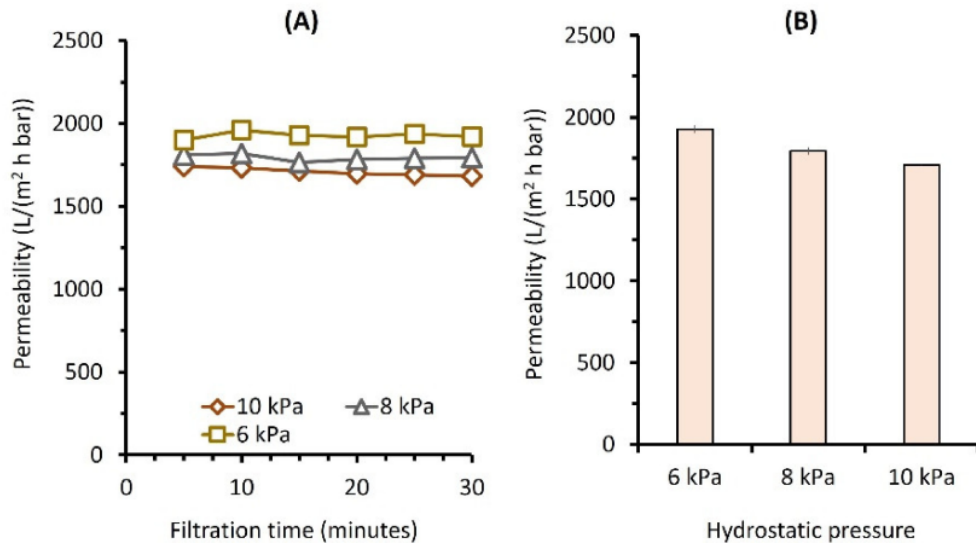 (A)
2500
2000
1500
1000
500
0
Permeability (L/(m² h bar))
10 kPa
8 kPa
6 kPa
0
10
20
30
Filtration time (minutes)
(B)
2500
2000
1500
1000
500
0
Permeability (L/(m² h bar))
6 kPa
8 kPa
10 kPa
Hydrostatic pressure